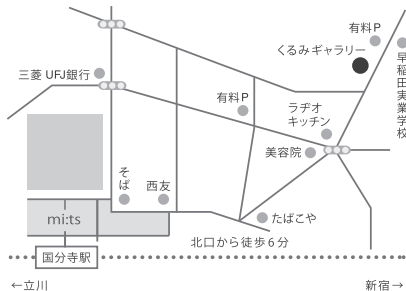 有料P
くるみギャラリー
早稲田実業学校
三菱 UFJ銀行
有料P
ラヂオ
キッチン
美容院
そば
西友
mi:ts
たばこや
北口から徒歩6分
国分寺駅
←立川
新宿→